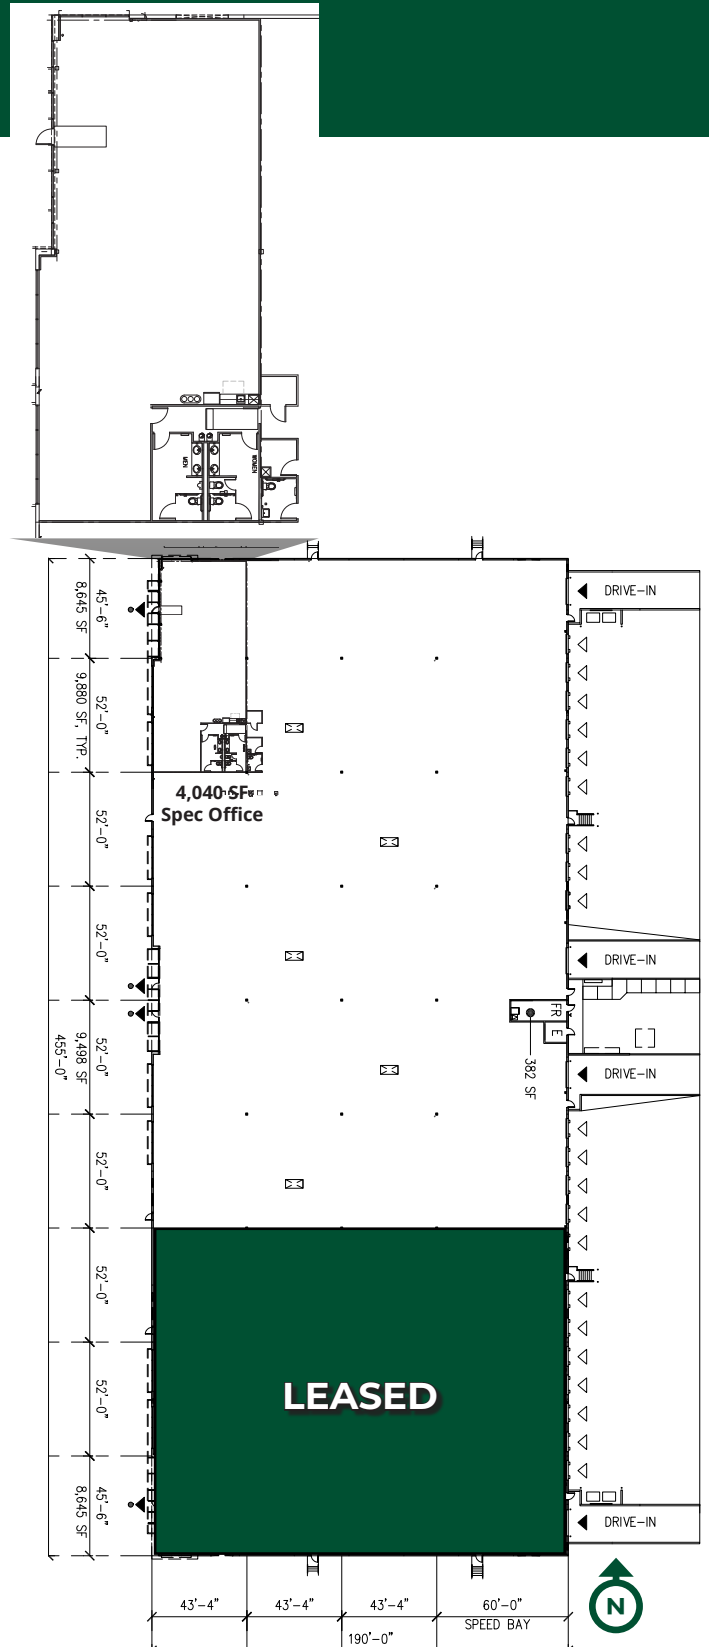 MEN
WOMEN
45'-6"
8,645 SF
DRIVE-IN
52'-0"
9,880 SF, TYP.
4,040 SF
Spec Office
52'-0"
52'-0"
DRIVE-IN
FR
E
52'-0"
9,498 SF
455'-0"
382 SF
DRIVE-IN
52'-0"
52'-0"
52'-0"
LEASED
45'-6"
8,645 SF
DRIVE-IN
43'-4"
43'-4"
43'-4"
60'-0"
SPEED BAY
190'-0"
N